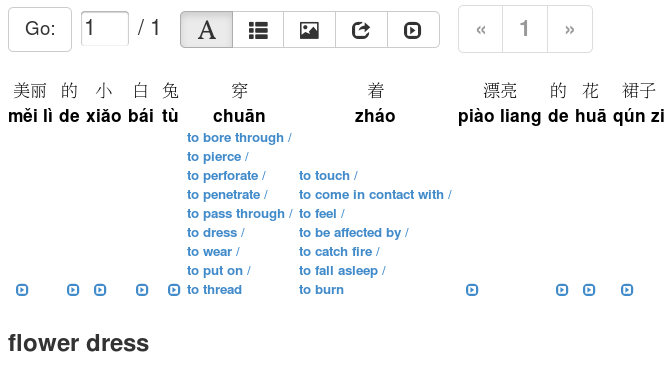 Go: 1 / 1 A « 1 »
美丽 的 小 白 兔 穿 着 漂亮 的 花 裙子
měi lì de xiǎo bái tù chuān zháo piào liang de huā qún zi
to bore through /
to pierce /
to perforate / to touch /
to penetrate / to come in contact with /
to pass through / to feel /
to dress / to be affected by /
to wear / to catch fire /
to put on / to fall asleep /
to thread to burn
flower dress